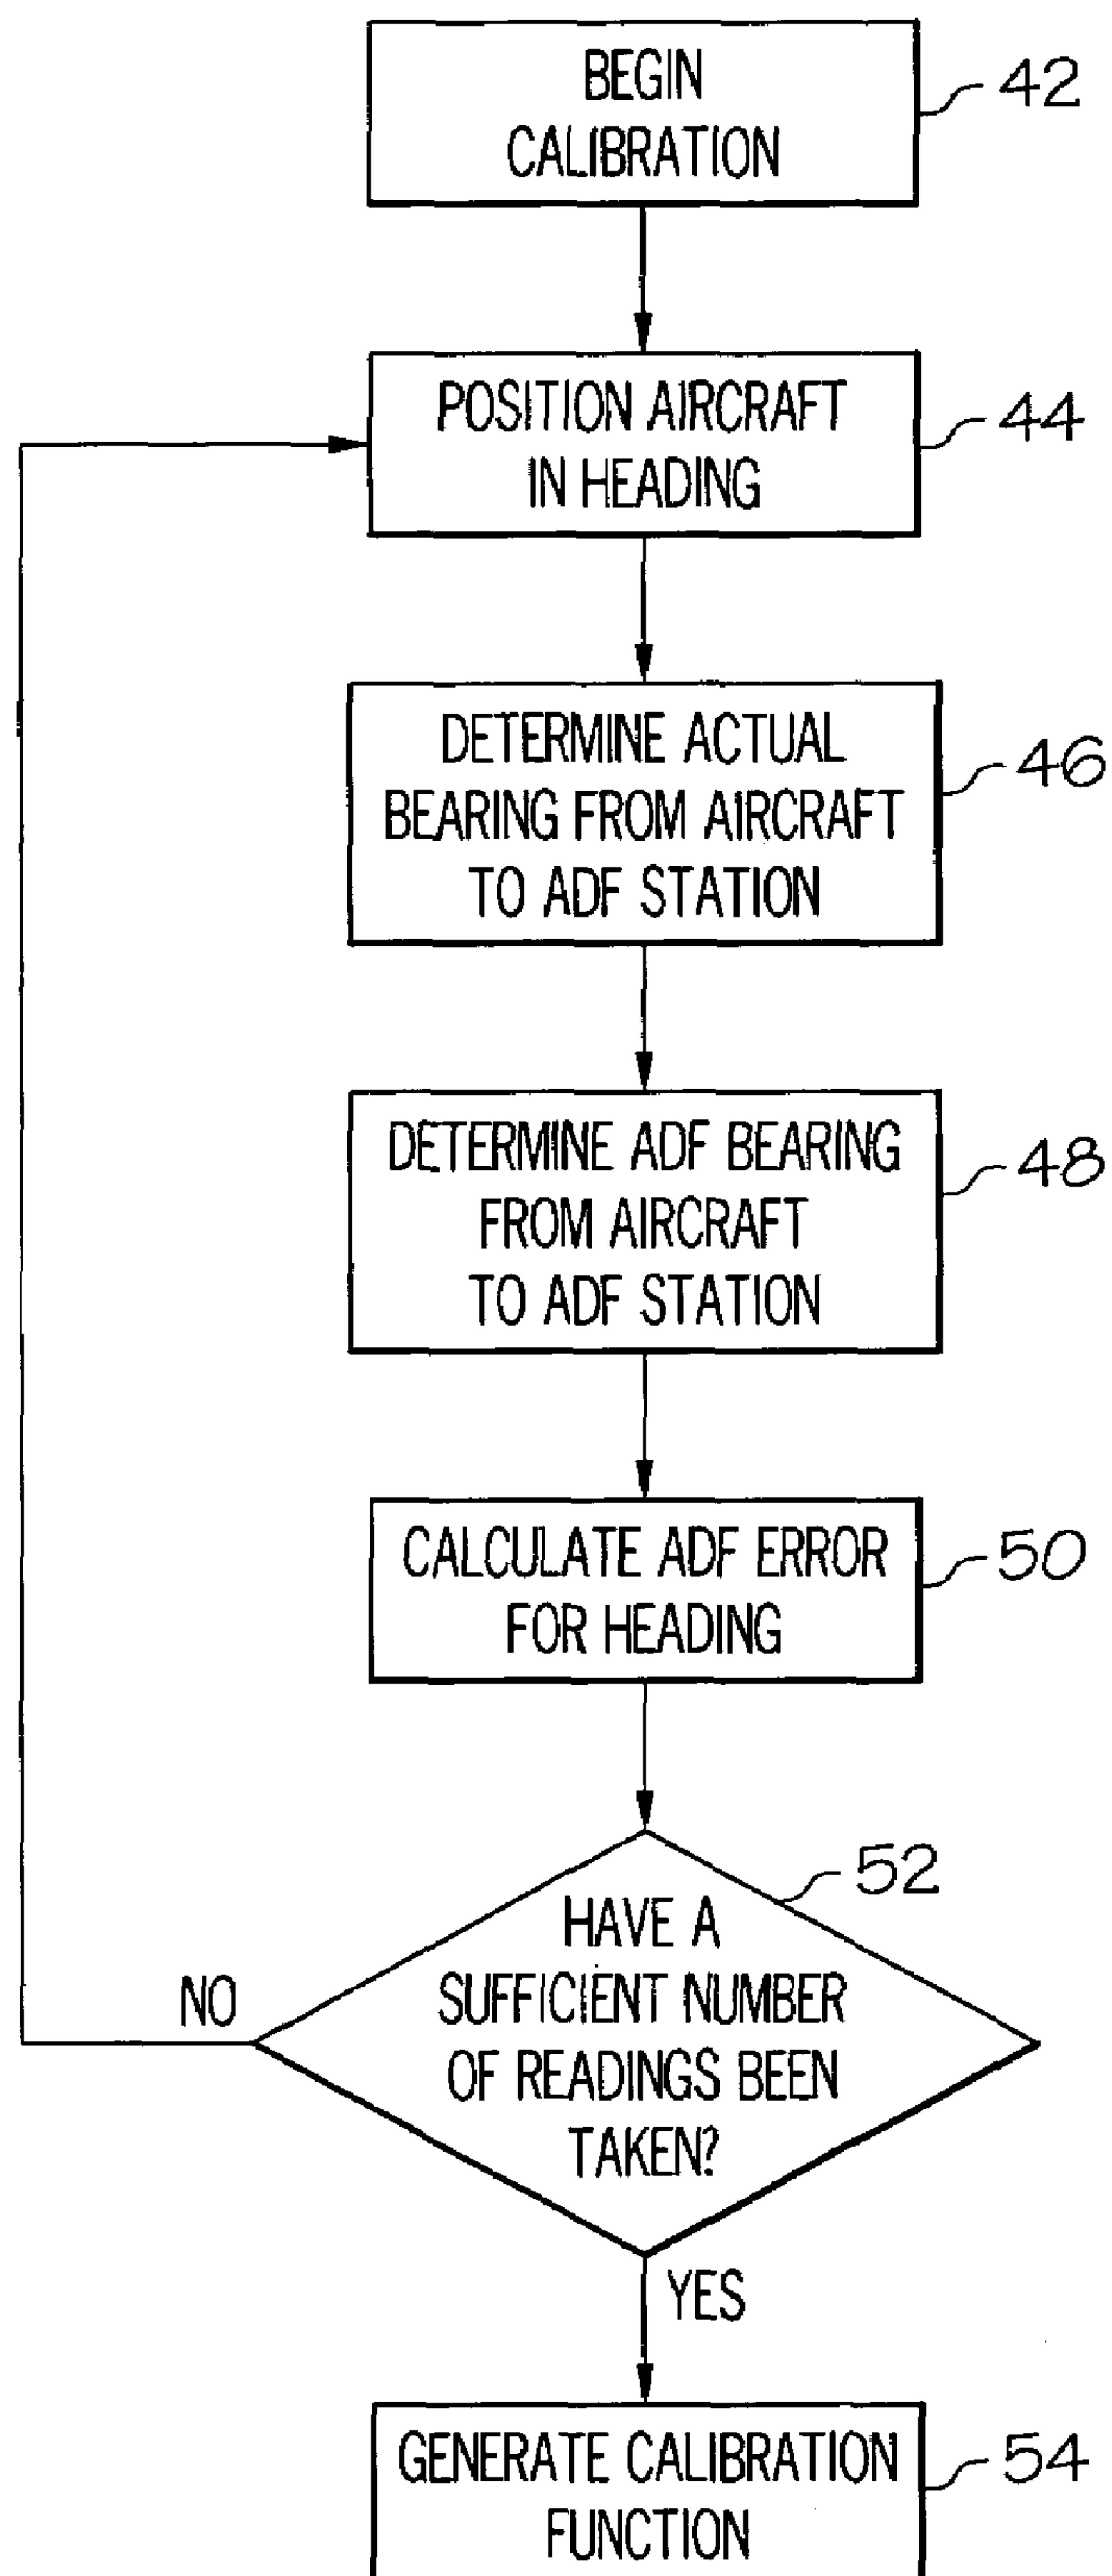 BEGIN
CALIBRATION
42
POSITION AIRCRAFT
IN HEADING
44
DETERMINE ACTUAL
BEARING FROM AIRCRAFT
TO ADF STATION
46
DETERMINE ADF BEARING
FROM AIRCRAFT
TO ADF STATION
48
CALCULATE ADF ERROR
FOR HEADING
50
52
HAVE A
SUFFICIENT NUMBER
OF READINGS BEEN
TAKEN?
NO
YES
GENERATE CALIBRATION
FUNCTION
54